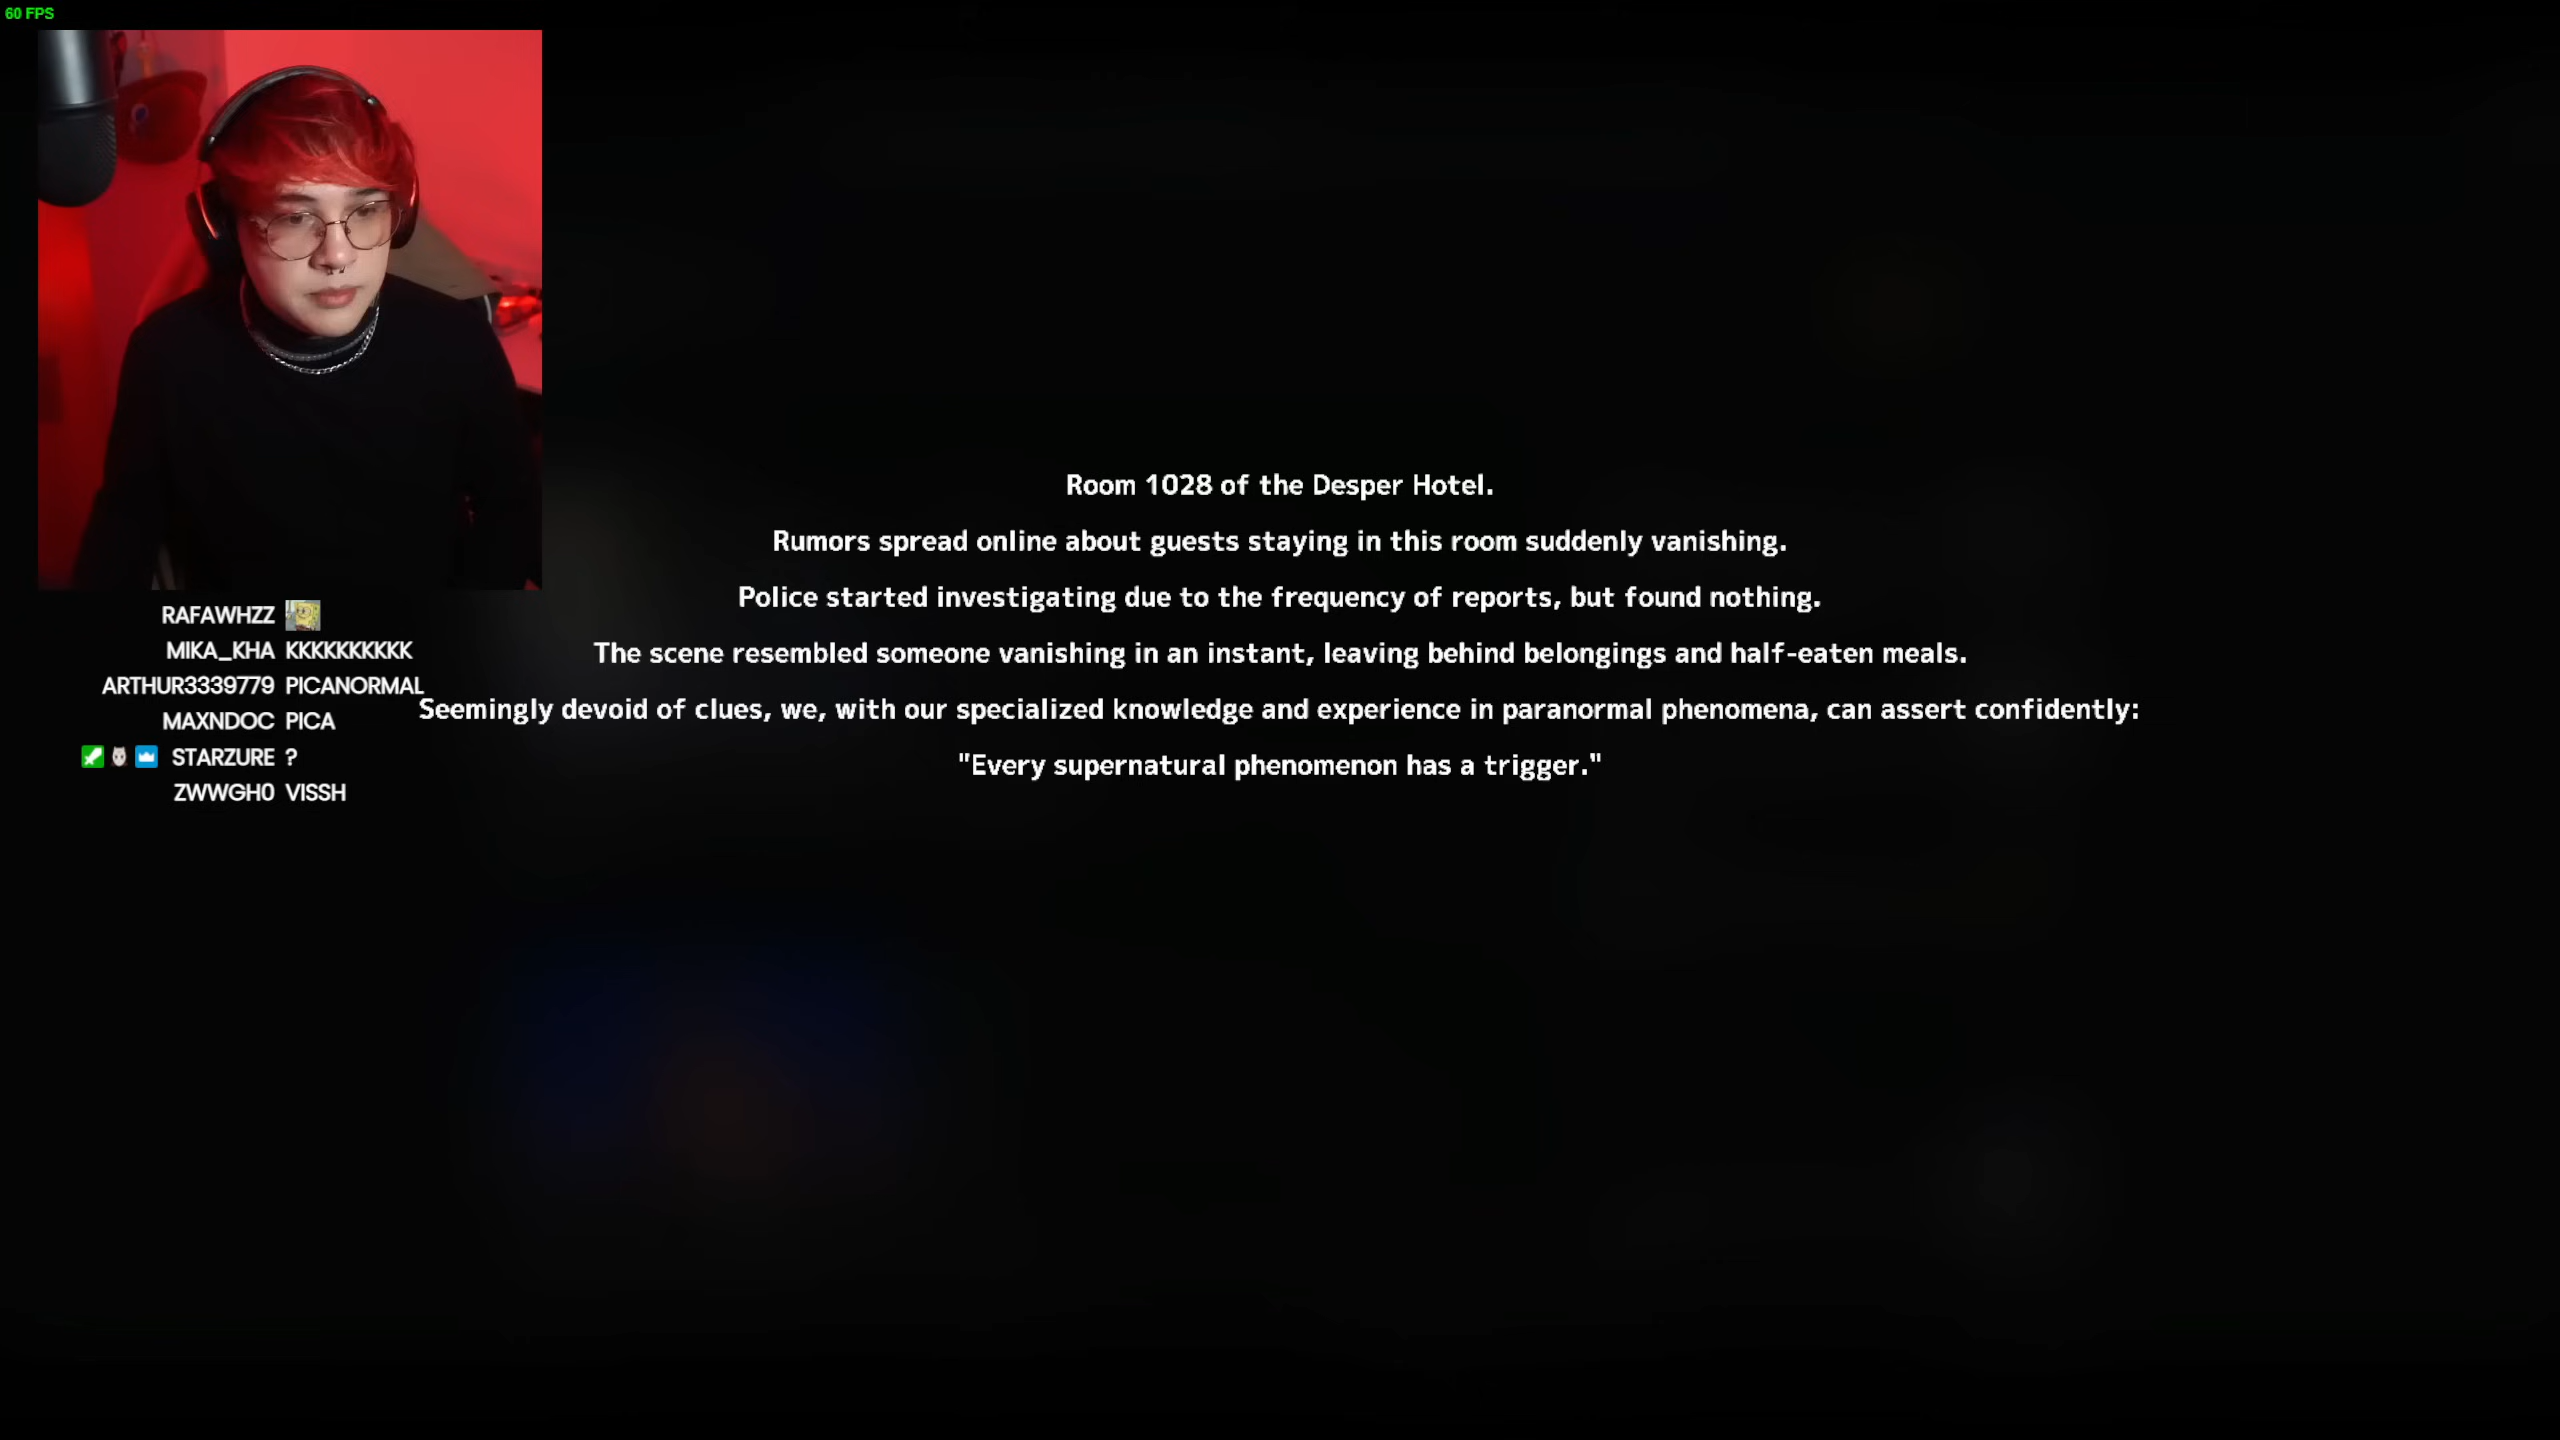 60 FPS
Room 1028 of the Desper Hotel.
Rumors spread online about guests staying in this room suddenly vanishing.
Police started investigating due to the frequency of reports, but found nothing.
The scene resembled someone vanishing in an instant, leaving behind belongings and half-eaten meals.
Seemingly devoid of clues, we, with our specialized knowledge and experience in paranormal phenomena, can assert confidently:
"Every supernatural phenomenon has a trigger."
RAFAWHZZ
MIKA_KHA KKKKKKKKKK
ARTHUR3339779 PICANORMAL
MAXNDOC PICA
STARZURE ?
ZWWGH0 VISSH